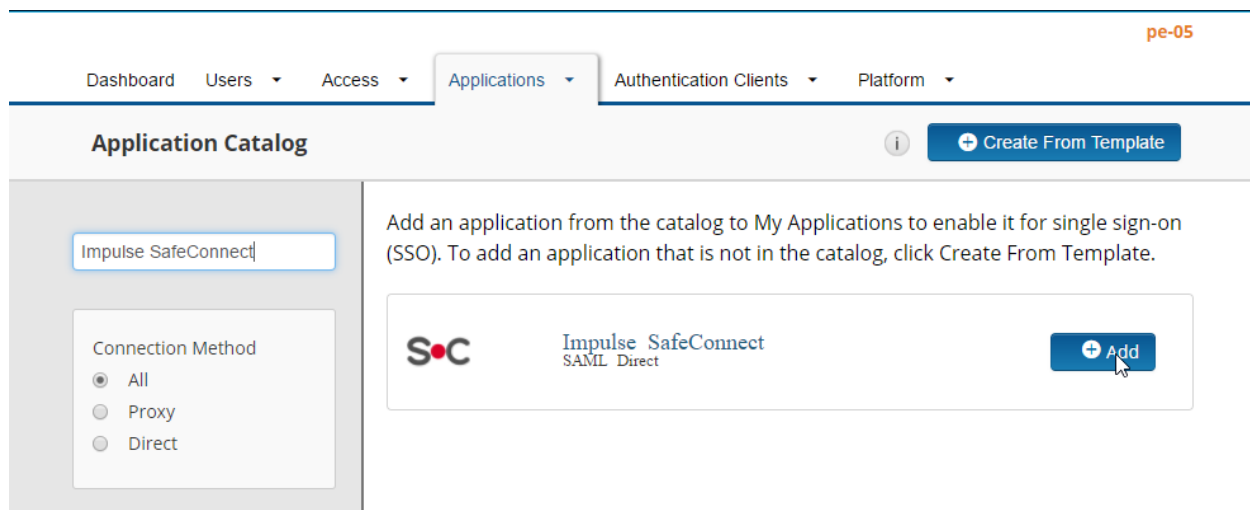 pe-05
Dashboard Users Access Applications Authentication Clients Platform
Application Catalog i Create From Template
Impulse SafeConnect
Add an application from the catalog to My Applications to enable it for single sign-on
(SSO). To add an application that is not in the catalog, click Create From Template.
Connection Method
All
Proxy
Direct
S•C
Impulse SafeConnect
SAML Direct
Add